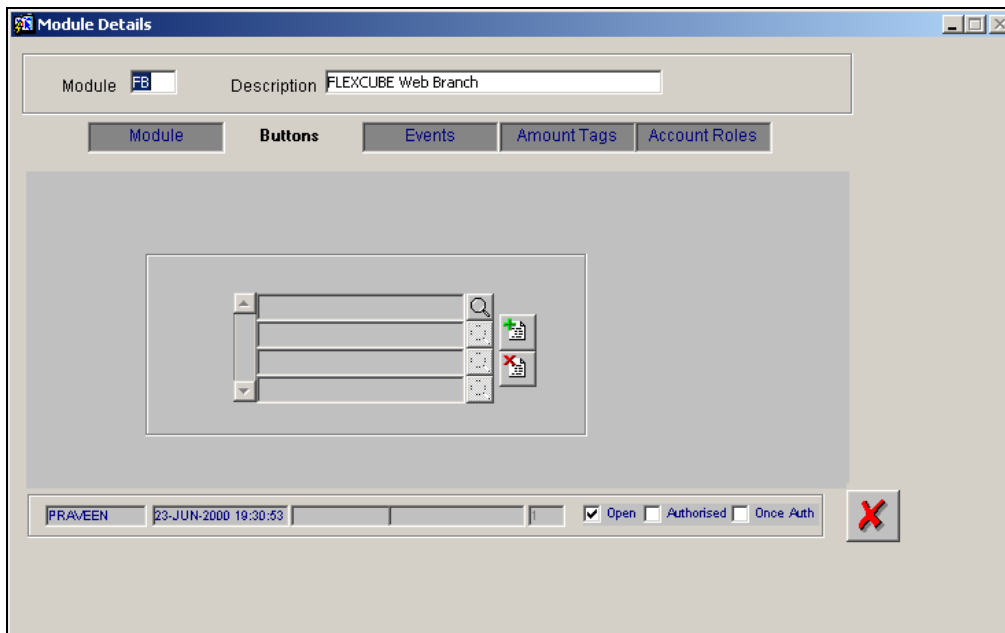 Module Details
Module FB Description FLEXCUBE Web Branch
Module Buttons Events Amount Tags Account Roles
PRAVEEN 23-JUN-2000 19:30:53 1 Open Authorised Once Auth